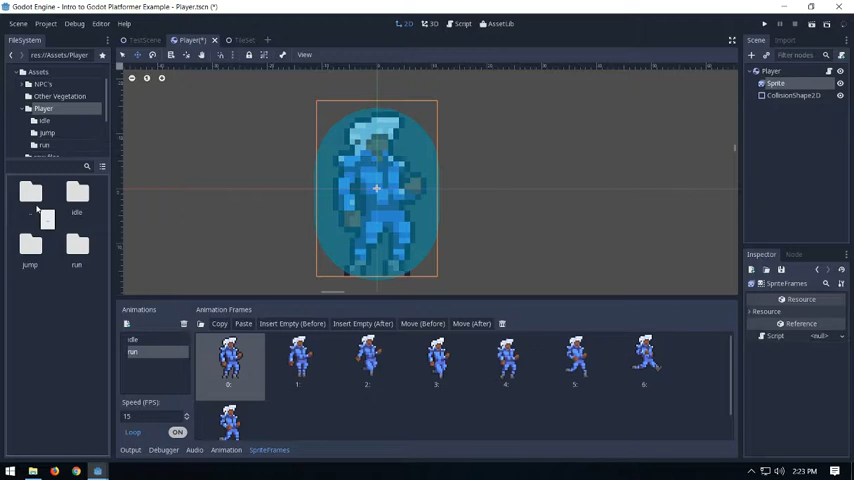 Godot Engine - Intro to Godot Platformer Example - Player.tscn (*)
Scene Project Debug Editor Help
2D 3D Script AssetLib
FileSystem
TestScene Player(*) TileSet
Scene Import
res://Assets/Player
View
Filter nodes
Assets
NPC's
Other Vegetation
Player
idle
jump
run
Player
Sprite
CollisionShape2D
..
idle
jump
run
Inspector Node
SpriteFrames
Resource
Resource
Reference
Script <null>
Animations:
idle
run
Speed (FPS):
15
Loop ON
Animation Frames:
Copy Paste Insert Empty (Before) Insert Empty (After) Move (Before) Move (After)
0: 1: 2: 3: 4: 5: 6:
Output Debugger Audio Animation SpriteFrames
2:23 PM